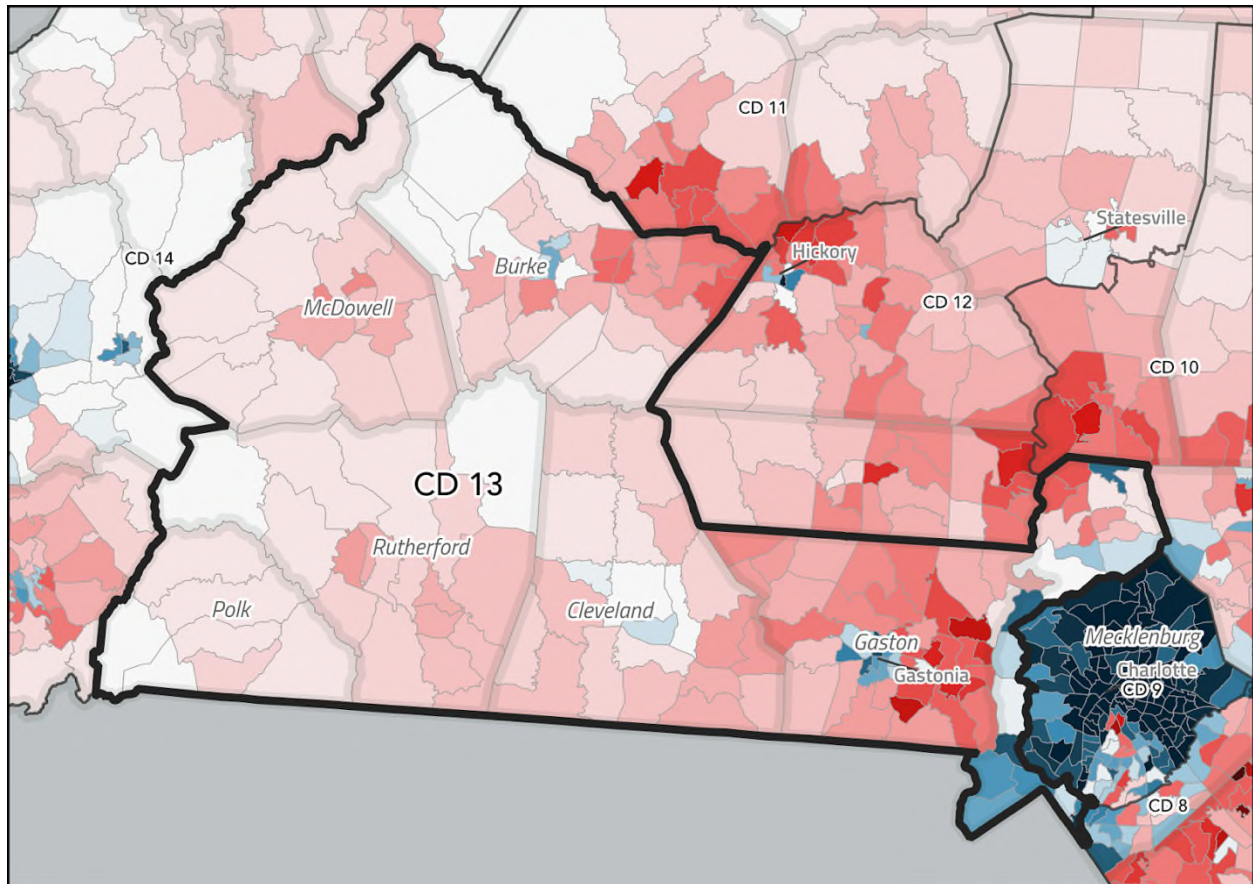 CD 11
Statesville
Hickory
CD 14
Burke
McDowell
CD 12
CD 10
CD 13
Rutherford
Polk
Cleveland
Gaston
Gastonia
Mecklenburg
Charlotte
CD 9
CD 8